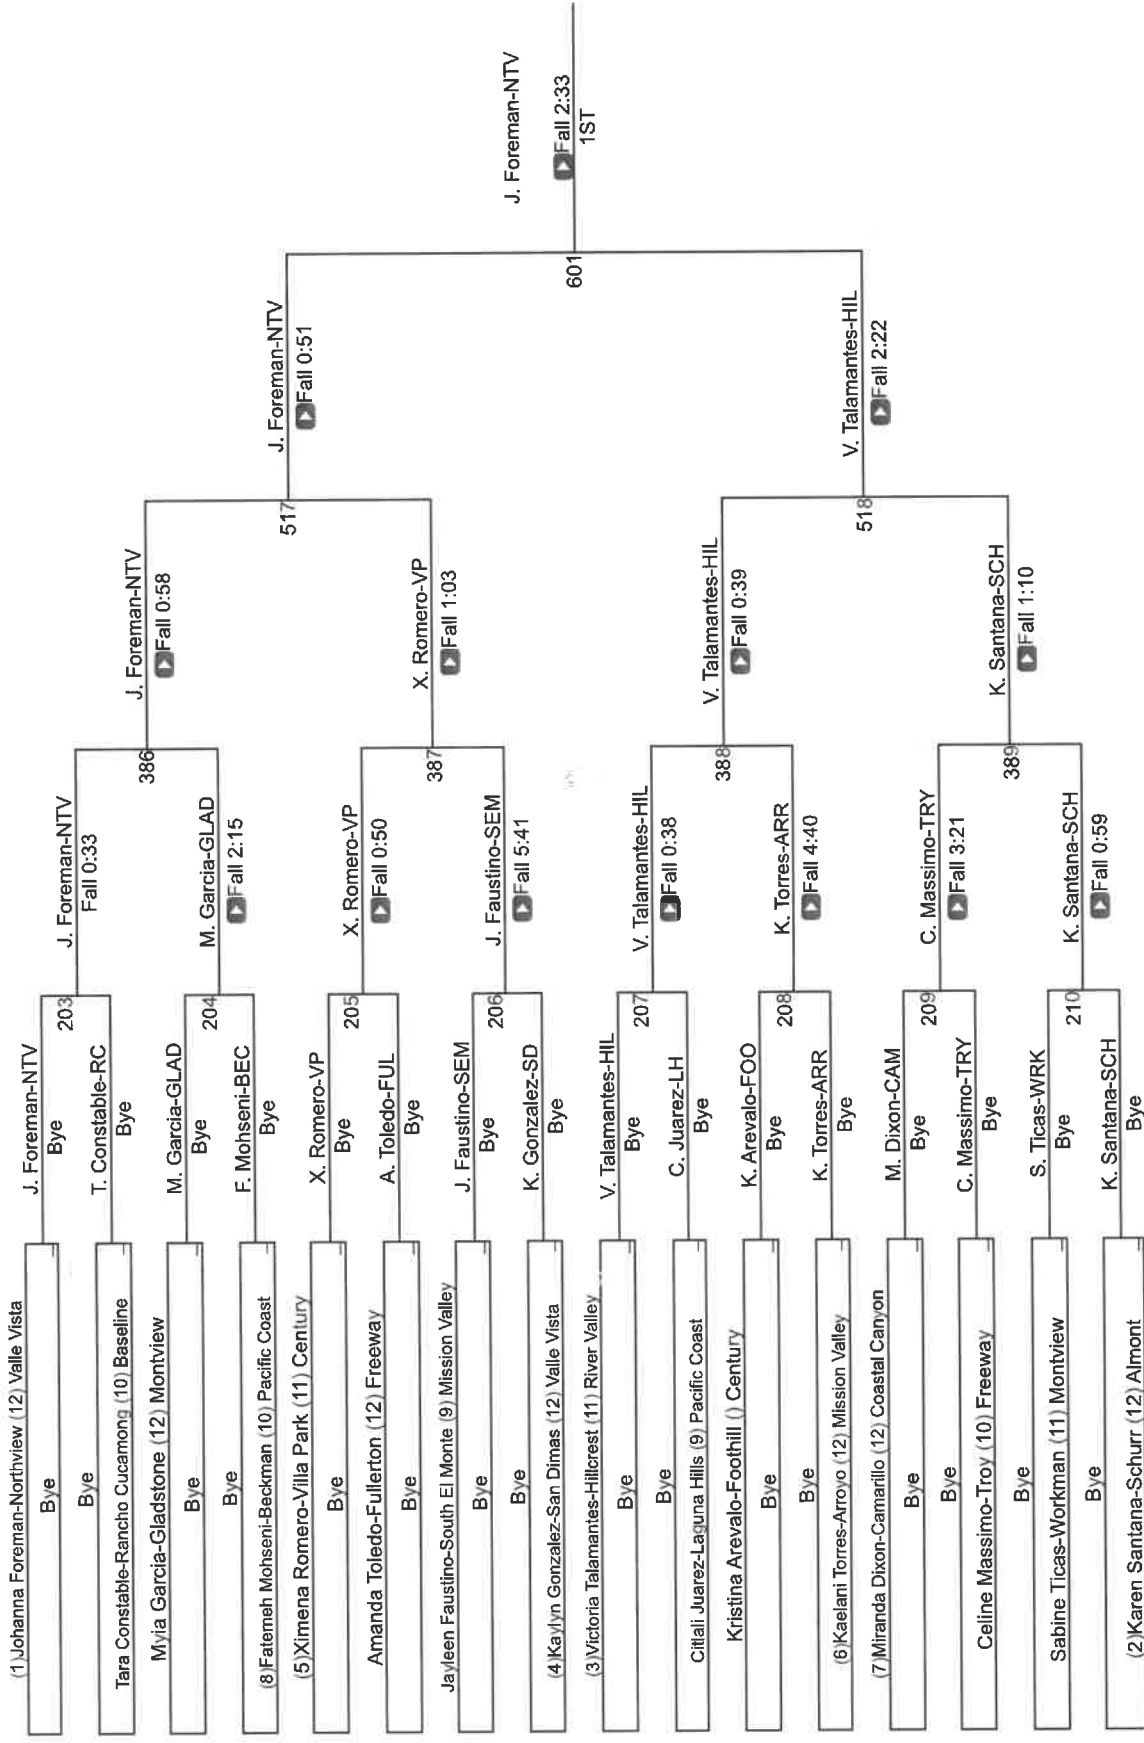 (1)Johanna Foreman-Northview (12) Valle Vista
Bye
Bye
Tara Constable-Rancho Cucamong (10) Baseline
Myia Garcia-Gladstone (12) Montview
Bye
Bye
(8)Fatemeh Mohseni-Beckman (10) Pacific Coast
(5)Ximena Romero-Villa Park (11) Century
Bye
Amanda Toledo-Fullerton (12) Freeway
Bye
Jayleen Faustino-South El Monte (9) Mission Valley
Bye
Bye
(4)Kaylyn Gonzalez-San Dimas (12) Valle Vista
(3)Victoria Talamantes-Hillcrest (11) River Valley
Bye
Bye
Citlali Juarez-Laguna Hills (9) Pacific Coast
Kristina Arevalo-Foothill () Century
Bye
Bye
(6)Kaelani Torres-Arroyo (12) Mission Valley
(7)Miranda Dixon-Camarillo (12) Coastal Canyon
Bye
Bye
Celine Massimo-Troy (10) Freeway
Bye
Sabine Ticas-Workman (11) Montview
Bye
(2)Karen Santana-Schurr (12) Almont
J. Foreman-NTV
Bye
203
T. Constable-RC
Bye
M. Garcia-GLAD
Bye
204
F. Mohseni-BEC
Bye
X. Romero-VP
Bye
205
A. Toledo-FUL
Bye
J. Faustino-SEM
Bye
206
K. Gonzalez-SD
Bye
V. Talamantes-HIL
Bye
207
C. Juarez-LH
Bye
K. Arevalo-FOO
Bye
208
K. Torres-ARR
Bye
M. Dixon-CAM
Bye
209
C. Massimo-TRY
Bye
S. Ticas-WRK
Bye
210
K. Santana-SCH
Bye
J. Foreman-NTV
Fall 0:33
386
M. Garcia-GLAD
Fall 2:15
X. Romero-VP
Fall 0:50
387
J. Faustino-SEM
Fall 5:41
V. Talamantes-HIL
Fall 0:38
388
K. Torres-ARR
Fall 4:40
C. Massimo-TRY
Fall 3:21
389
K. Santana-SCH
Fall 0:59
J. Foreman-NTV
Fall 0:58
517
X. Romero-VP
Fall 1:03
V. Talamantes-HIL
Fall 0:39
518
K. Santana-SCH
Fall 1:10
J. Foreman-NTV
Fall 0:51
601
V. Talamantes-HIL
Fall 2:22
J. Foreman-NTV
Fall 2:33
1ST